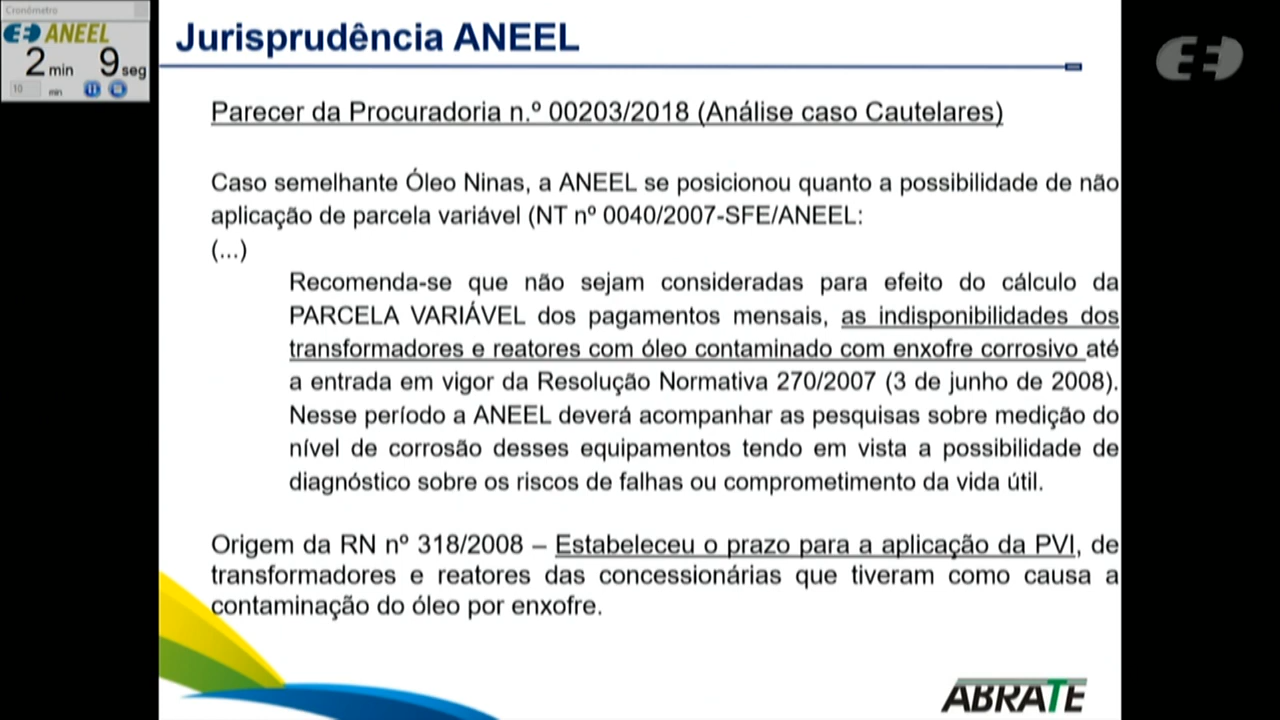 Cronômetro
ANEEL
2 min 9 seg
10 min
Jurisprudência ANEEL
Parecer da Procuradoria n.º 00203/2018 (Análise caso Cautelares)
Caso semelhante Óleo Ninas, a ANEEL se posicionou quanto a possibilidade de não
aplicação de parcela variável (NT nº 0040/2007-SFE/ANEEL:
(...)
Recomenda-se que não sejam consideradas para efeito do cálculo da
PARCELA VARIÁVEL dos pagamentos mensais, as indisponibilidades dos
transformadores e reatores com óleo contaminado com enxofre corrosivo até
a entrada em vigor da Resolução Normativa 270/2007 (3 de junho de 2008).
Nesse período a ANEEL deverá acompanhar as pesquisas sobre medição do
nível de corrosão desses equipamentos tendo em vista a possibilidade de
diagnóstico sobre os riscos de falhas ou comprometimento da vida útil.
Origem da RN nº 318/2008 – Estabeleceu o prazo para a aplicação da PVI, de
transformadores e reatores das concessionárias que tiveram como causa a
contaminação do óleo por enxofre.
ABRATE